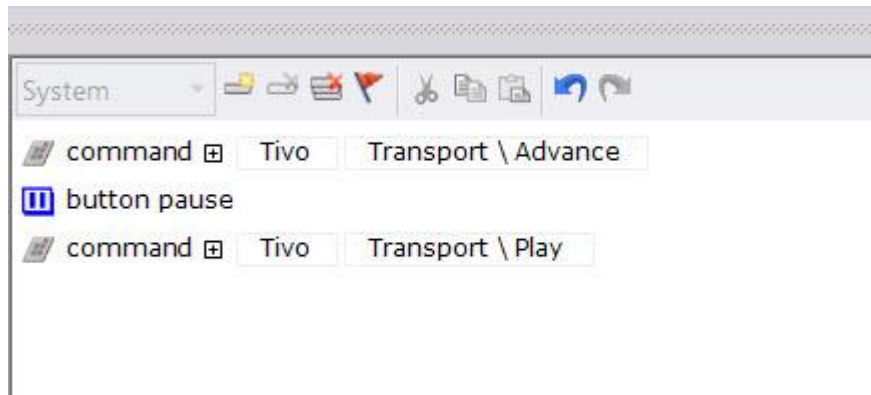 System
command Tivo Transport \ Advance
button pause
command Tivo Transport \ Play